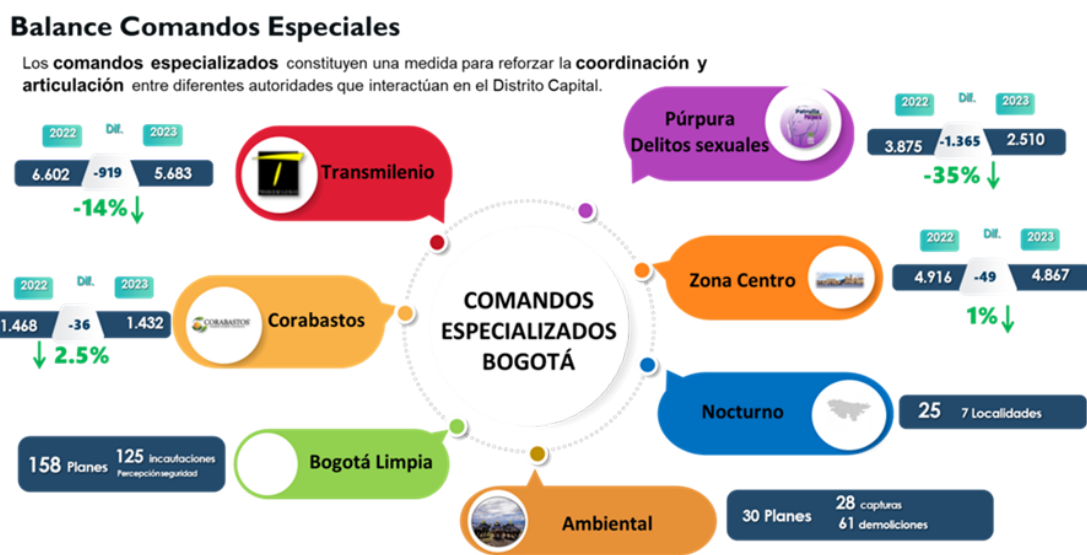 Balance Comandos Especiales
Los comandos especializados constituyen una medida para reforzar la coordinación y
articulación entre diferentes autoridades que interactúan en el Distrito Capital.
2022 Dif. 2023
6.602 -919 5.683
-14%
Transmilenio
Púrpura
Delitos sexuales
Patrulla
2022 Dif. 2023
3.875 -1.365 2.510
-35%
2022 Dif. 2023
1.468 -36 1.432
2.5%
CORABASTOS
Corabastos
COMANDOS
ESPECIALIZADOS
BOGOTÁ
Zona Centro
2022 Dif. 2023
4.916 -49 4.867
1%
Nocturno
25 7 Localidades
158 Planes 125 incautaciones
Percepción seguridad
Bogotá Limpia
Ambiental
30 Planes 28 capturas
61 demoliciones